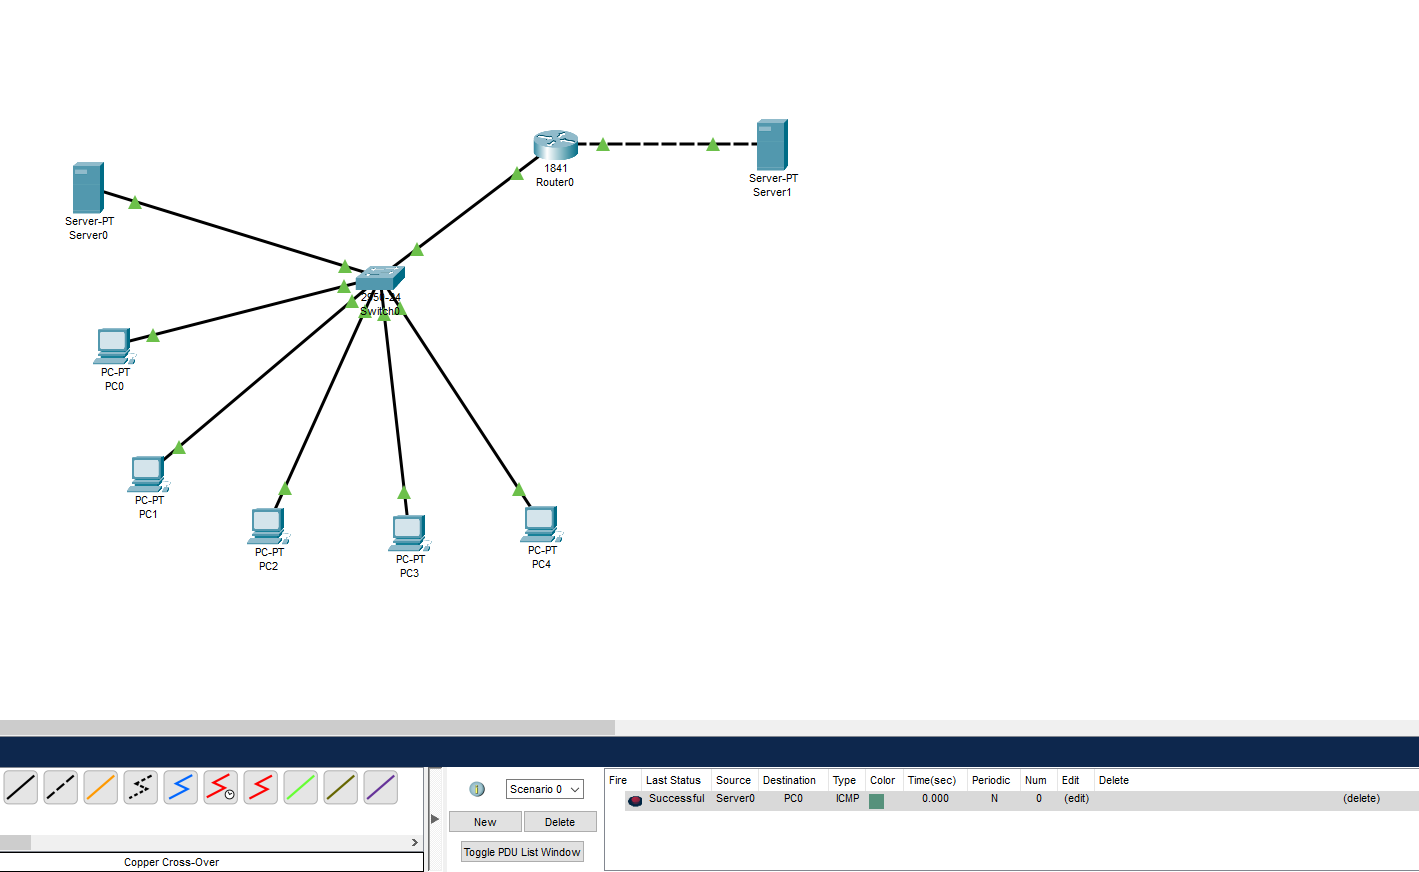 1841
Router0
Server-PT
Server1
Server-PT
Server0
2950-24
Switch0
PC-PT
PC0
PC-PT
PC1
PC-PT
PC2
PC-PT
PC3
PC-PT
PC4
Scenario 0
New
Delete
Toggle PDU List Window
Copper Cross-Over
Fire Last Status Source Destination Type Color Time(sec) Periodic Num Edit Delete
Successful Server0 PC0 ICMP 0.000 N 0 (edit) (delete)